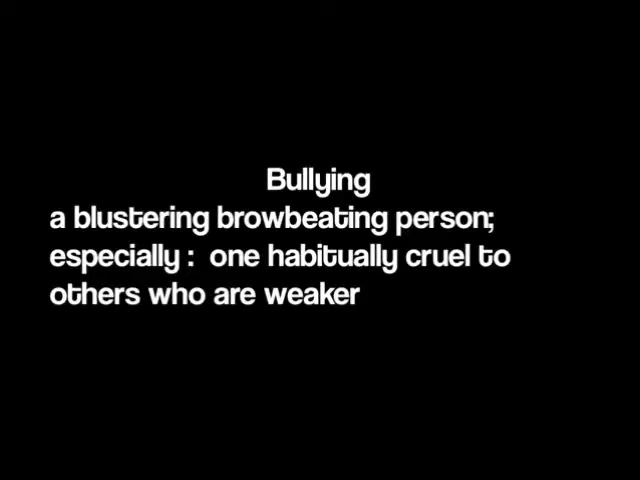 Bullying
a blustering browbeating person;
especially :  one habitually cruel to
others who are weaker